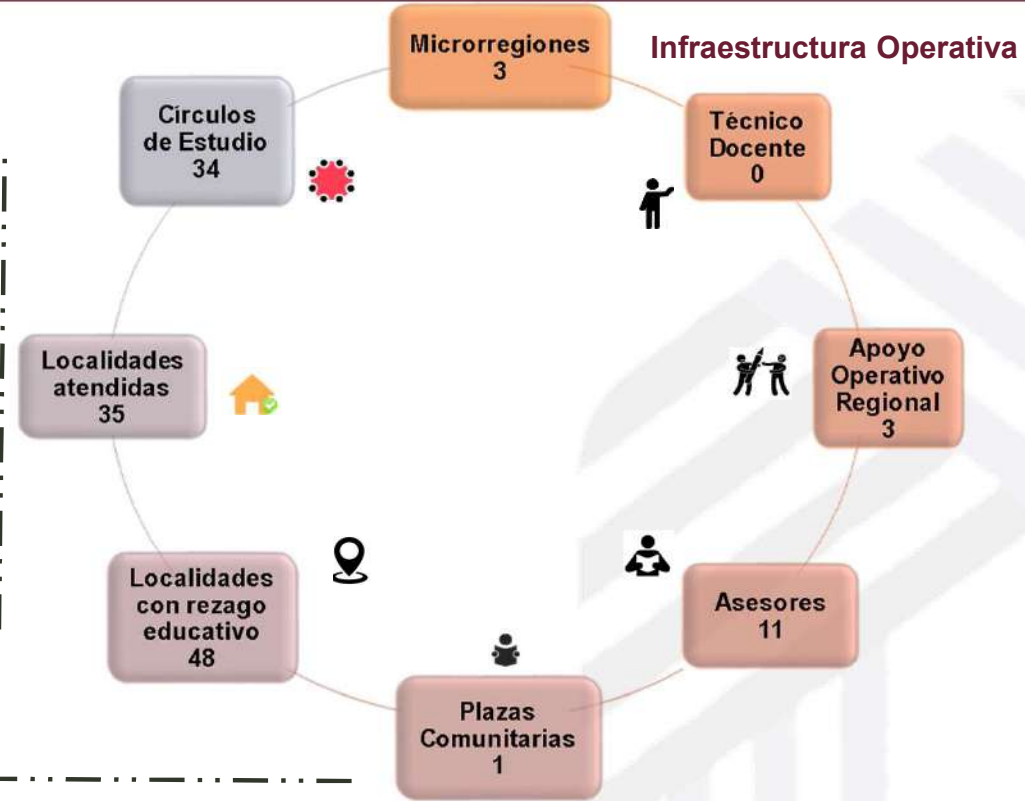 Infraestructura Operativa
Microrregiones
3
Técnico
Docente
0
Apoyo
Operativo
Regional
3
Asesores
11
Plazas
Comunitarias
1
Localidades
con rezago
educativo
48
Localidades
atendidas
35
Círculos
de Estudio
34